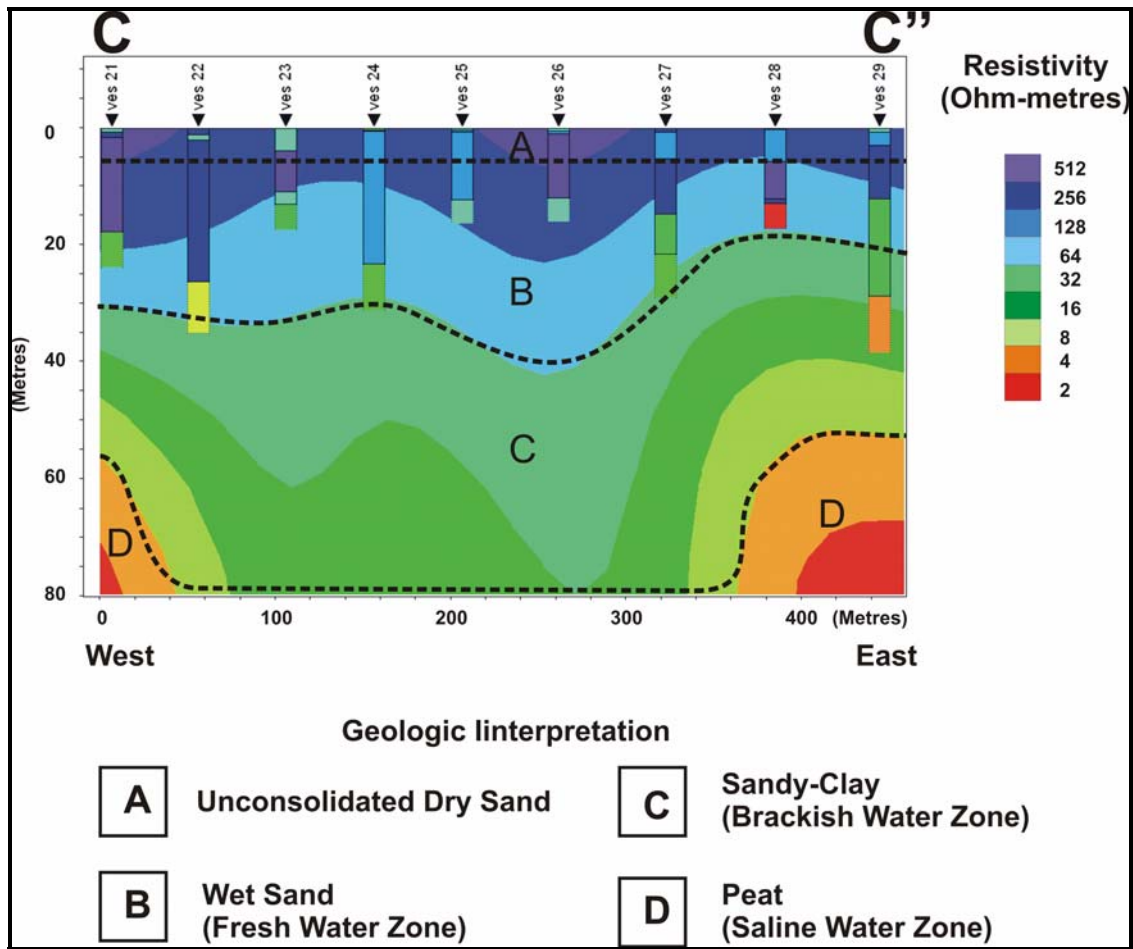 C C”
ves 21
ves 22
ves 23
ves 24
ves 25
ves 26
ves 27
ves 28
ves 29
Resistivity
(Ohm-metres)
512
256
128
64
32
16
8
4
2
0
20
40
60
80
(Metres)
A
B
C
D
D
0 100 200 300 400 (Metres)
West East
Geologic Iinterpretation
A Unconsolidated Dry Sand
C Sandy-Clay
(Brackish Water Zone)
B Wet Sand
(Fresh Water Zone)
D Peat
(Saline Water Zone)